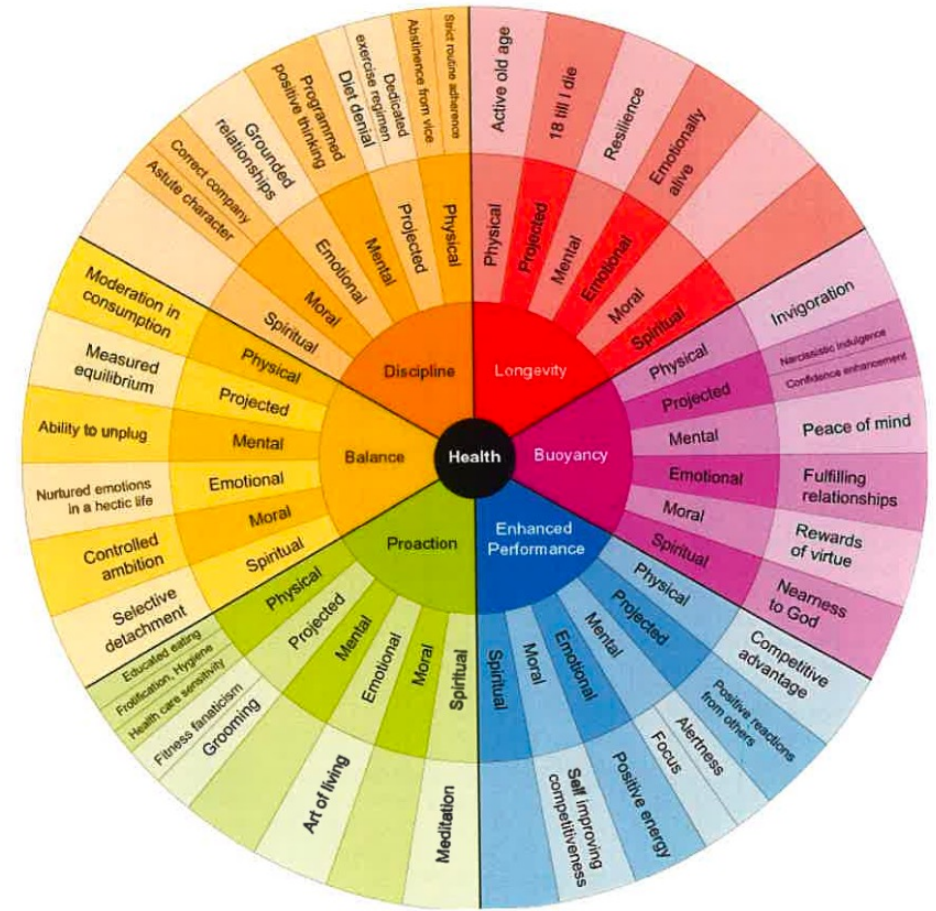 Health
Longevity
Physical
Active old age
Projected
18 till I die
Mental
Resilience
Emotional
Emotionally
alive
Moral
Spiritual
Buoyancy
Physical
Invigoration
Projected
Narcissistic indulgence
Confidence enhancement
Mental
Peace of mind
Emotional
Fulfilling
relationships
Moral
Rewards
of virtue
Spiritual
Nearness
to God
Enhanced
Performance
Physical
Competitive
advantage
Projected
Positive reactions
from others
Mental
Alertness
Focus
Emotional
Positive energy
Moral
Self improving
competitiveness
Spiritual
Proaction
Spiritual
Meditation
Moral
Emotional
Art of living
Mental
Projected
Grooming
Fitness fanaticism
Physical
Health care sensitivity
Frotification, Hygiene
Educated eating
Balance
Spiritual
Selective
detachment
Moral
Controlled
ambition
Emotional
Nurtured emotions
in a hectic life
Mental
Ability to unplug
Projected
Measured
equilibrium
Physical
Moderation in
consumption
Discipline
Spiritual
Moral
Astute character
Correct company
Emotional
Grounded
relationships
Mental
Programmed
positive thinking
Projected
Diet denial
Dedicated
exercise regimen
Physical
Abstinence from vice
Strict routine adherence